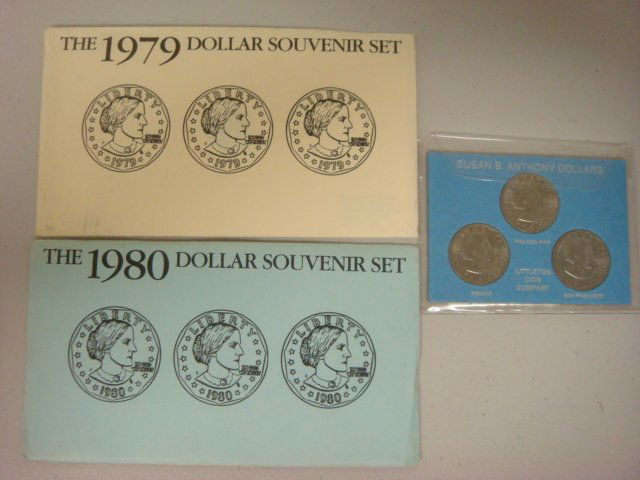 THE 1979 DOLLAR SOUVENIR SET
LIBERTY LIBERTY LIBERTY
1979 1979 1979
THE 1980 DOLLAR SOUVENIR SET
LIBERTY LIBERTY LIBERTY
1980 1980 1980
SUSAN B. ANTHONY DOLLARS
PHILADELPHIA
DENVER
LITTLETON
COIN
COMPANY
SAN FRANCISCO